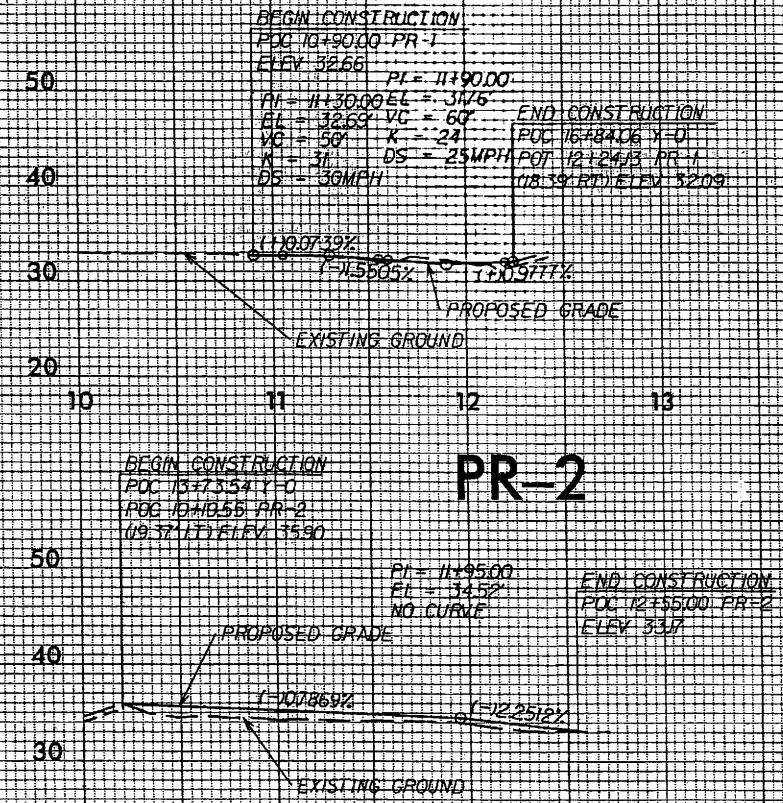 BEGIN CONSTRUCTION
POC 10+90.00 PR-1
ELEV 32.66
PI = 11+30.00
EL = 32.69'
VC = 50'
K = 31
DS = 30MPH
PI = 11+90.00
EL = 31.76'
VC = 60'
K = 24
DS = 25MPH
END CONSTRUCTION
POC 16+84.06 Y-0
POT 12+24.13 PR-1
(18.39' RT) ELEV 32.09
50
40
30
20
(+)0.0739%
(-)1.5505%
(+)0.9777%
PROPOSED GRADE
EXISTING GROUND
10 11 12 13
PR-2
BEGIN CONSTRUCTION
POC 13+73.54 Y-0
POC 10+10.55 PR-2
(19.37' LT) ELEV 35.90
PI = 11+95.00
EL = 34.52'
NO CURVE
END CONSTRUCTION
POC 12+55.00 PR-2
ELEV 33.17
50
40
30
PROPOSED GRADE
(-)0.7869%
(-)2.2512%
EXISTING GROUND